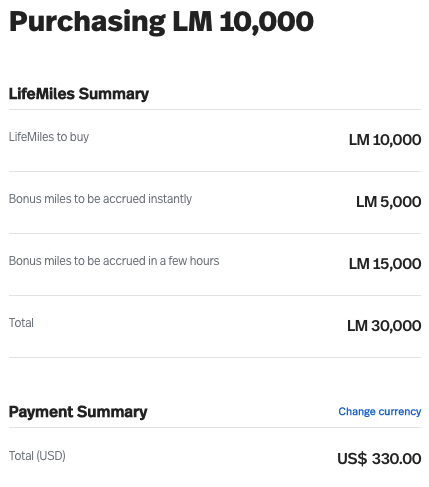 Purchasing LM 10,000
LifeMiles Summary
LifeMiles to buy LM 10,000
Bonus miles to be accrued instantly LM 5,000
Bonus miles to be accrued in a few hours LM 15,000
Total LM 30,000
Payment Summary Change currency
Total (USD) US$ 330.00